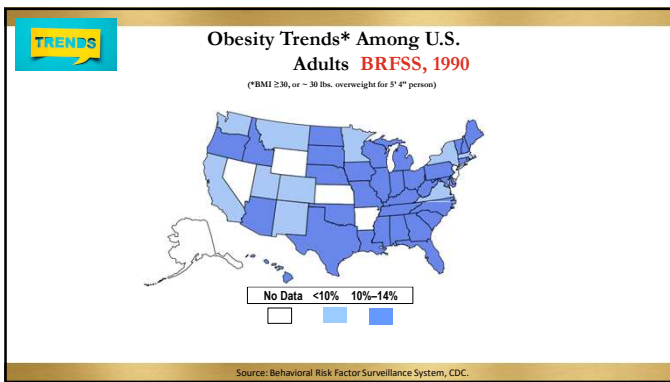 TRENDS
Obesity Trends* Among U.S.
Adults BRFSS, 1990
(*BMI ≥30, or ~ 30 lbs. overweight for 5' 4" person)
No Data <10% 10%–14%
Source: Behavioral Risk Factor Surveillance System, CDC.